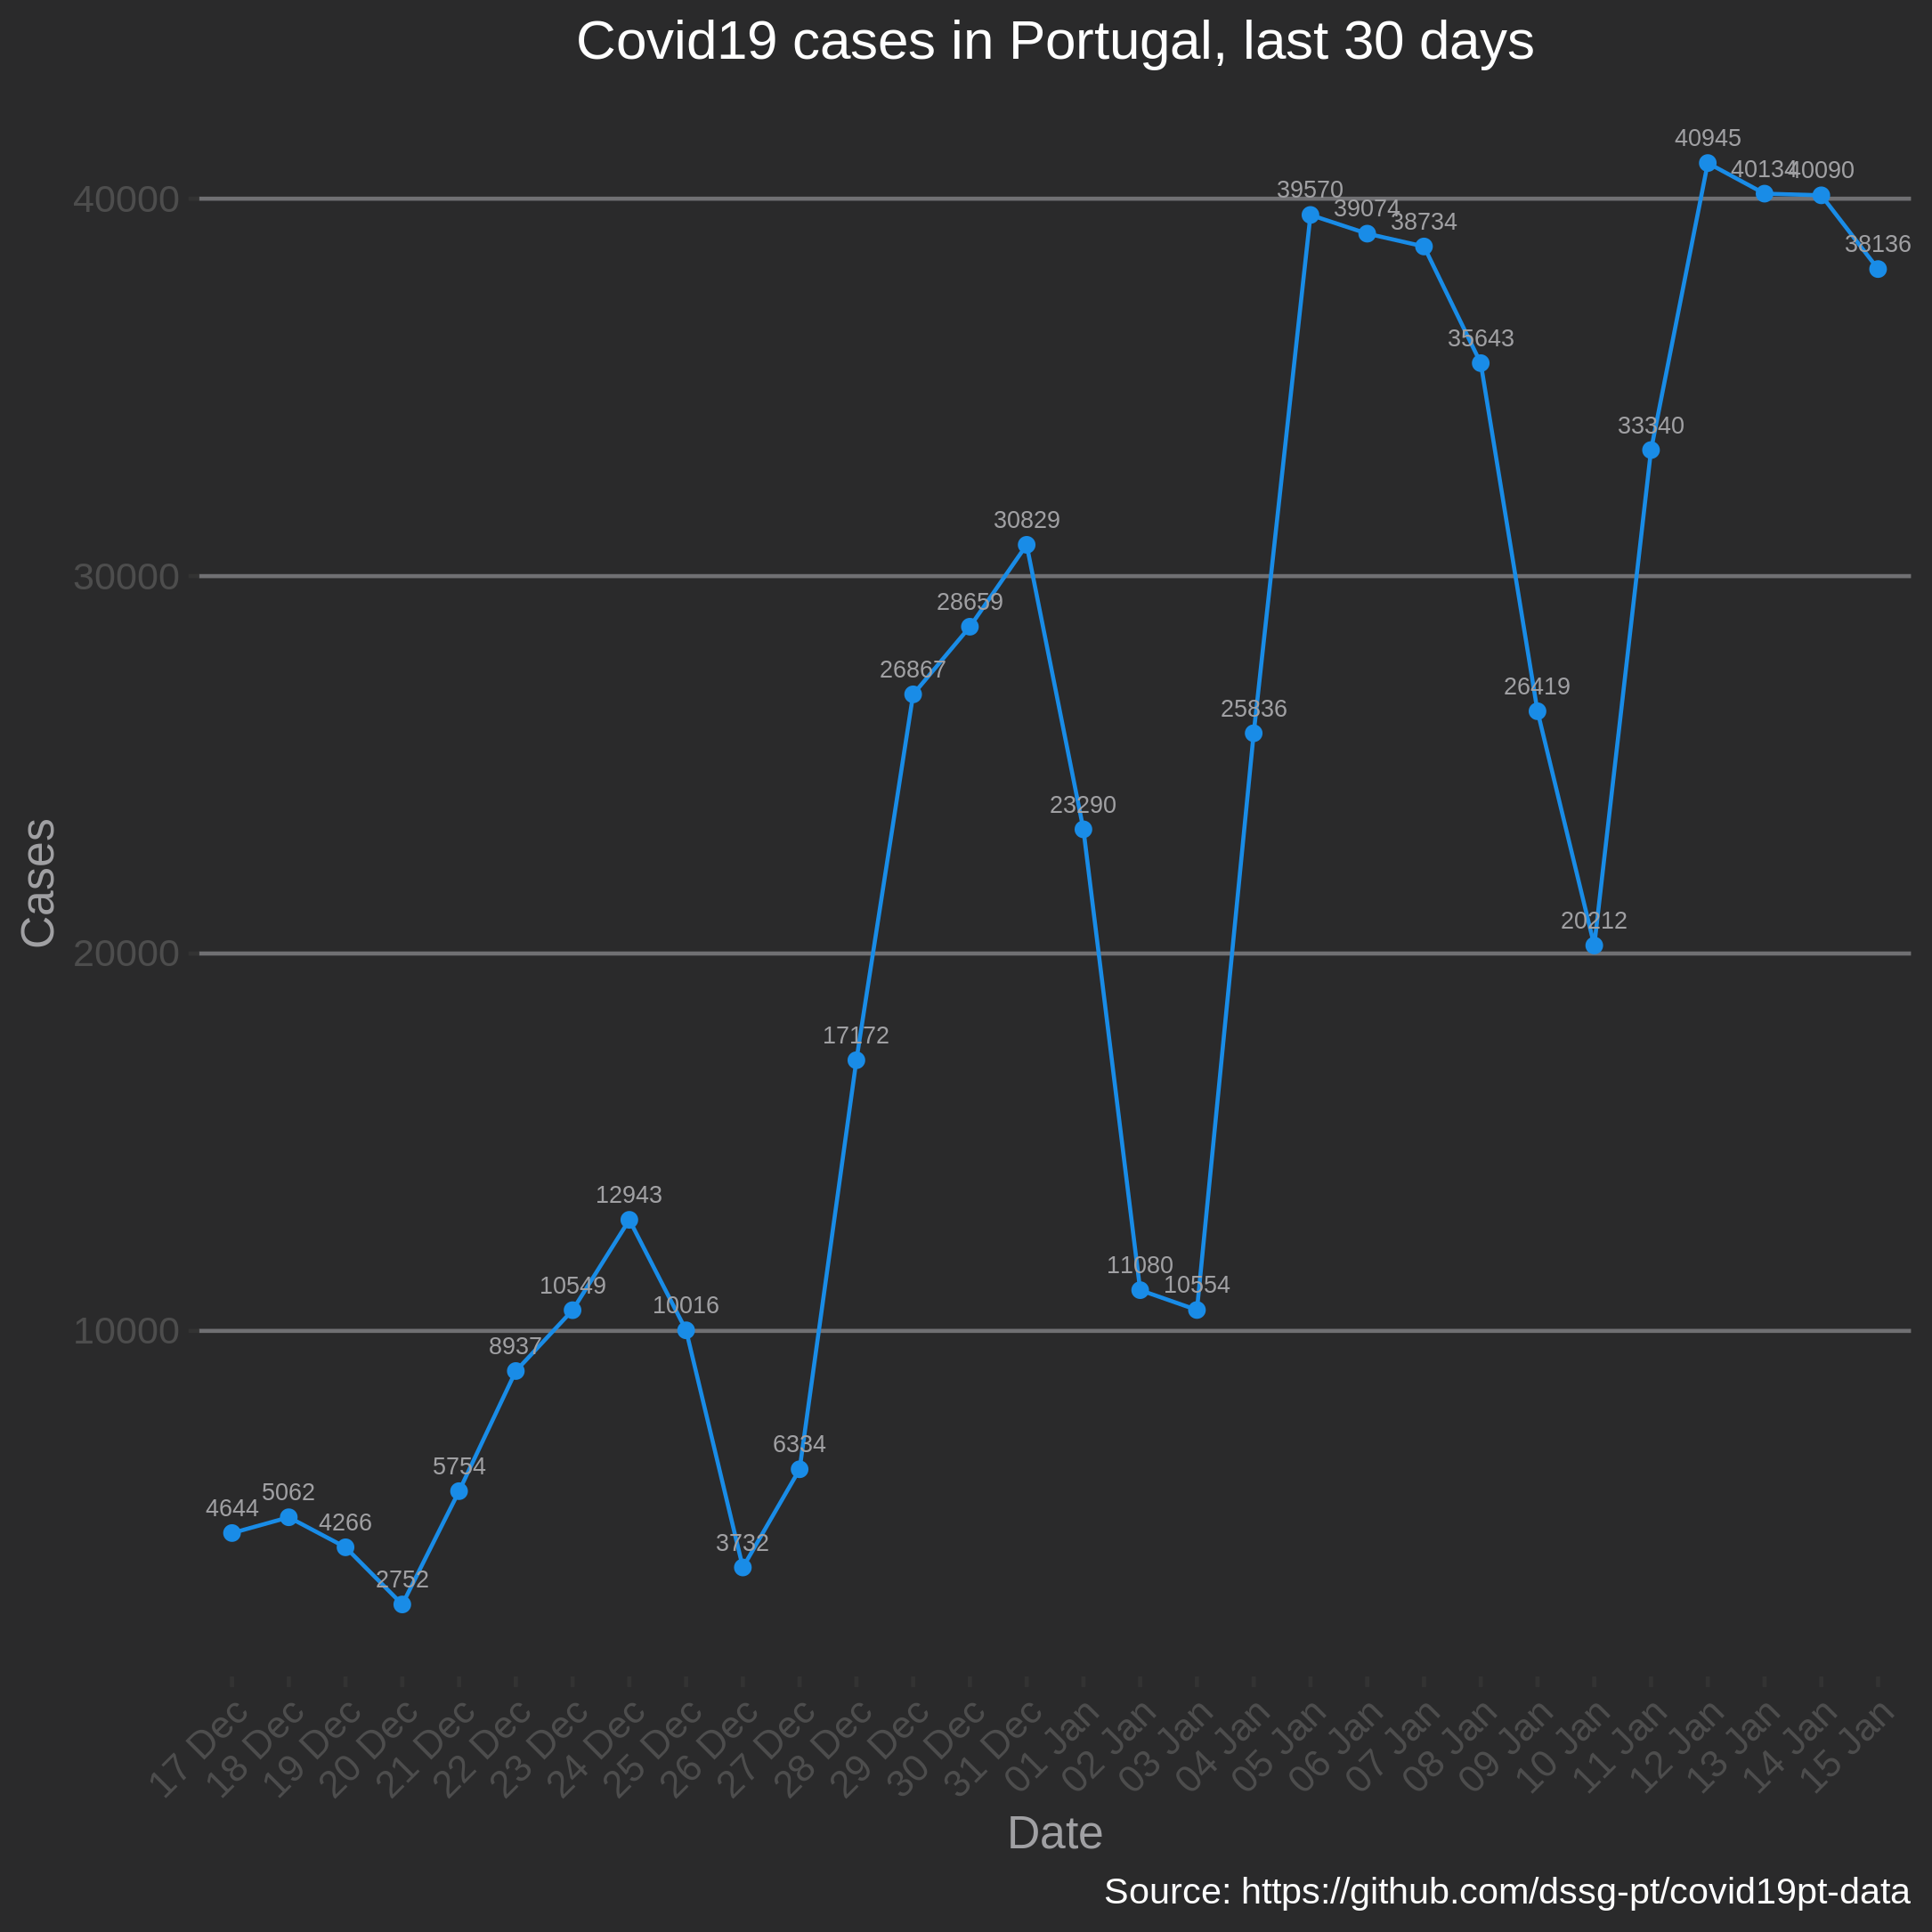 Covid19 cases in Portugal, last 30 days
40945
40134
40090
40000
39570
39074
38734
38136
35643
33340
30829
30000
28659
26867
26419
25836
23290
Cases
20212
20000
17172
12943
11080
10554
10549
10016
10000
8937
6334
5754
5062
4644
4266
3732
2752
17 Dec
18 Dec
19 Dec
20 Dec
21 Dec
22 Dec
23 Dec
24 Dec
25 Dec
26 Dec
27 Dec
28 Dec
29 Dec
30 Dec
31 Dec
01 Jan
02 Jan
03 Jan
04 Jan
05 Jan
06 Jan
07 Jan
08 Jan
09 Jan
10 Jan
11 Jan
12 Jan
13 Jan
14 Jan
15 Jan
Date
Source: https://github.com/dssg-pt/covid19pt-data